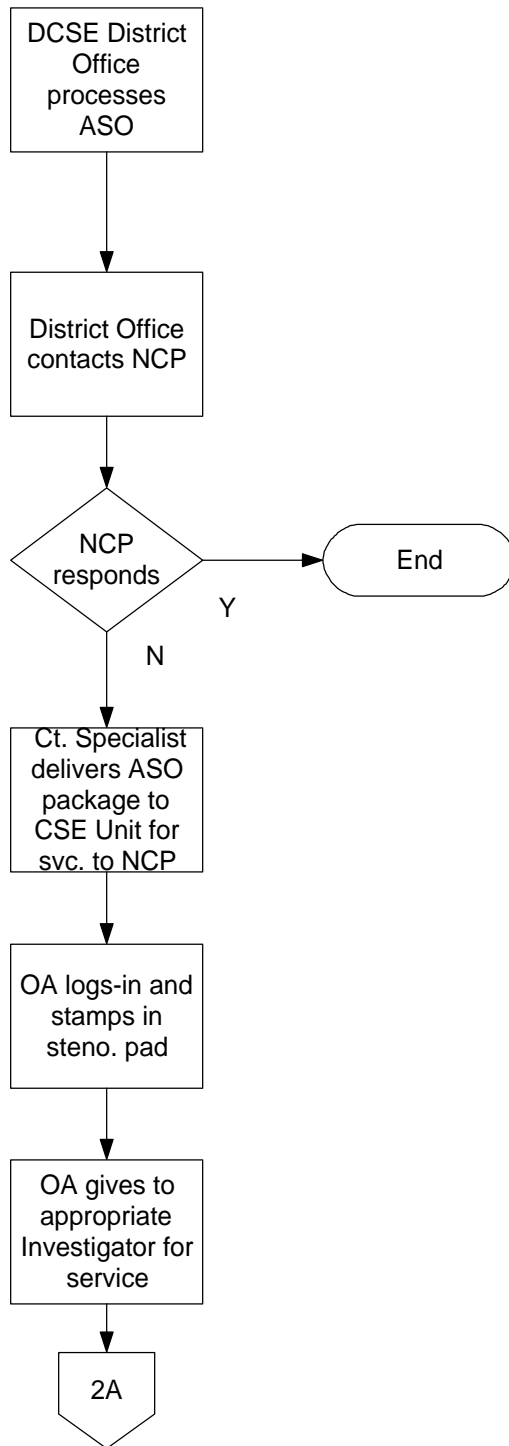 DCSE District
Office
processes
ASO
District Office
contacts NCP
NCP
responds
End
Y
N
Ct. Specialist
delivers ASO
package to
CSE Unit for
svc. to NCP
OA logs-in and
stamps in
steno. pad
OA gives to
appropriate
Investigator for
service
2A